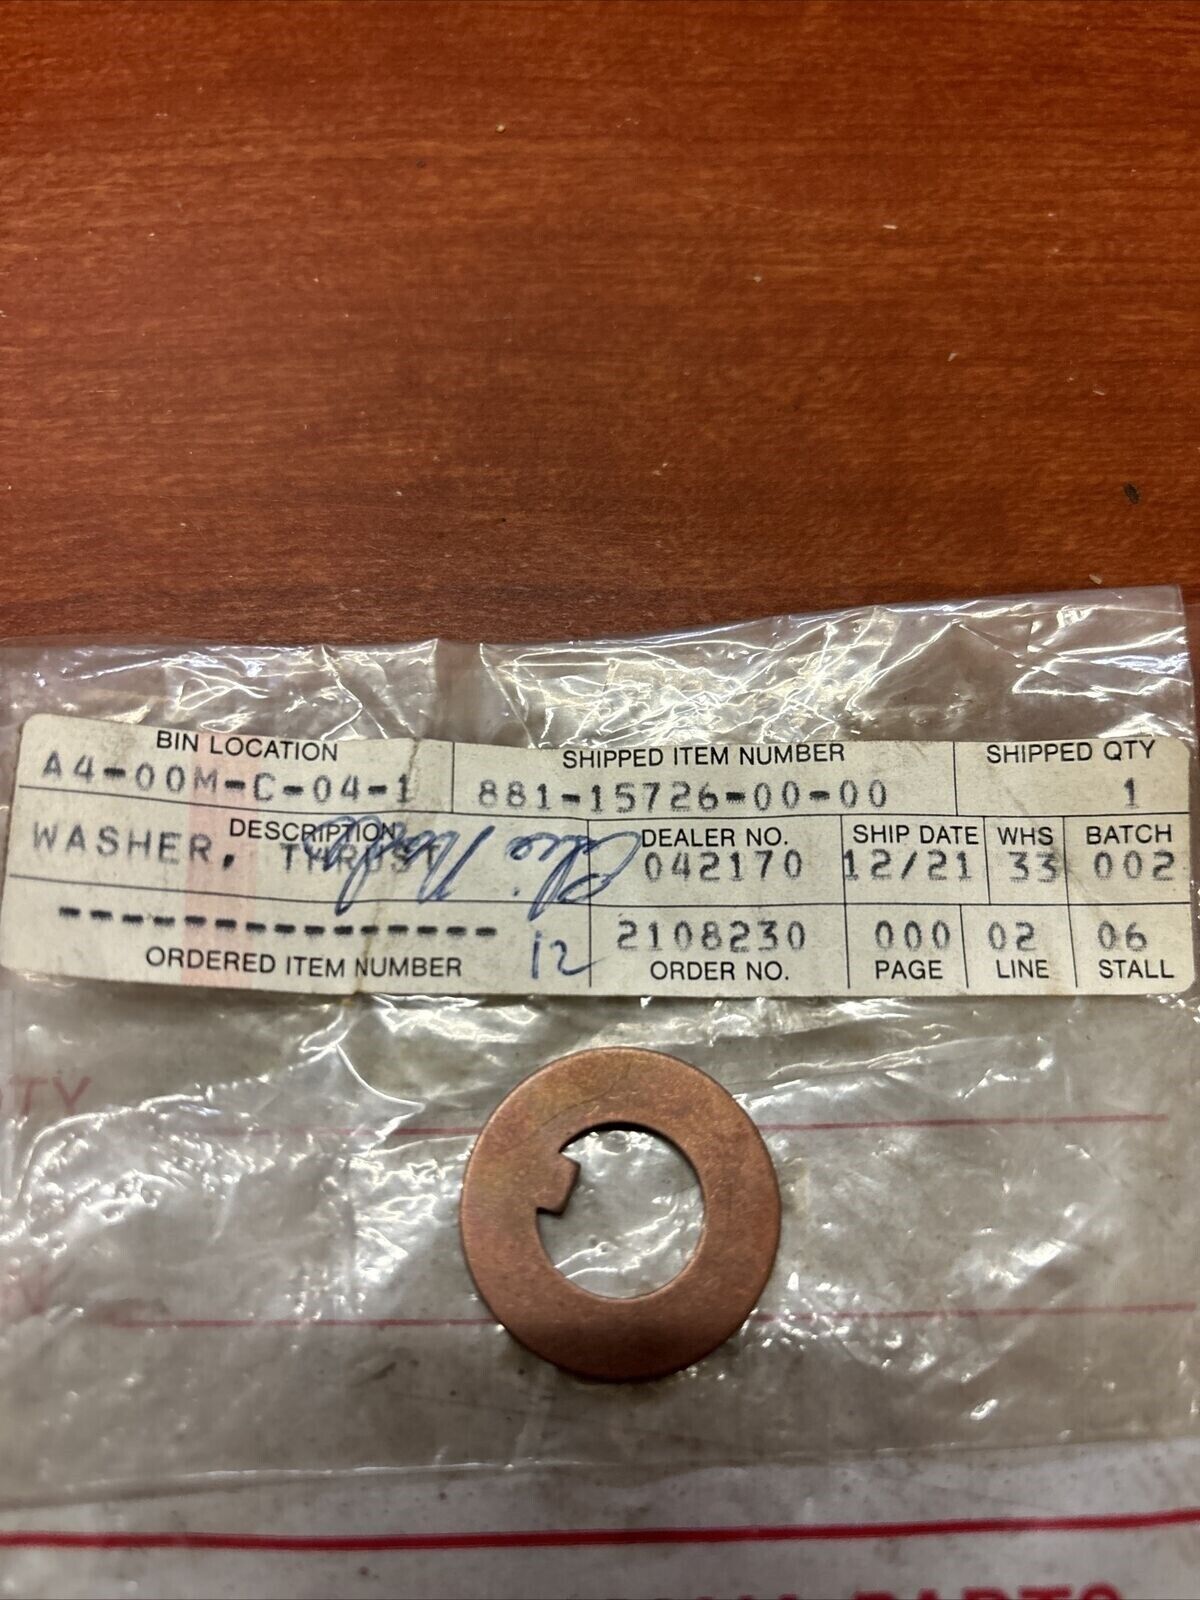 BIN LOCATION SHIPPED ITEM NUMBER SHIPPED QTY
A4-00M-C-04-1 881-15726-00-00 1
DESCRIPTION DEALER NO. SHIP DATE WHS BATCH
WASHER, THRUST 042170 12/21 33 002
---------------- 12 2108230 000 02 06
ORDERED ITEM NUMBER ORDER NO. PAGE LINE STALL
PARTS